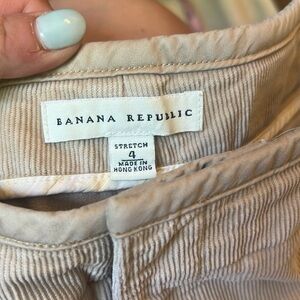 BANANA REPUBLIC
STRETCH
4
MADE IN
HONG KONG